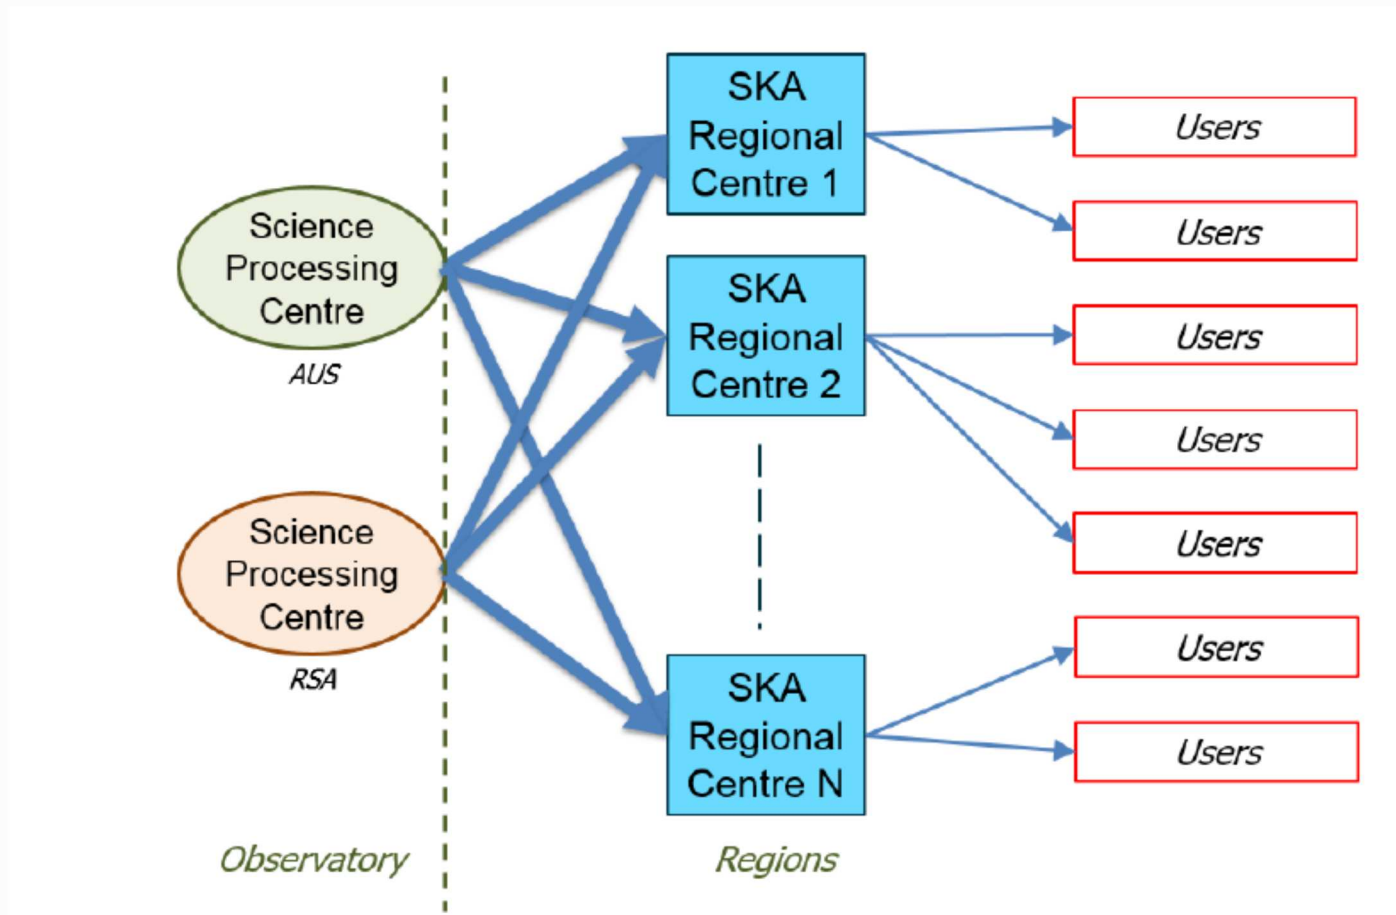 Science
Processing
Centre
AUS
Science
Processing
Centre
RSA
Observatory
SKA
Regional
Centre 1
SKA
Regional
Centre 2
SKA
Regional
Centre N
Regions
Users
Users
Users
Users
Users
Users
Users